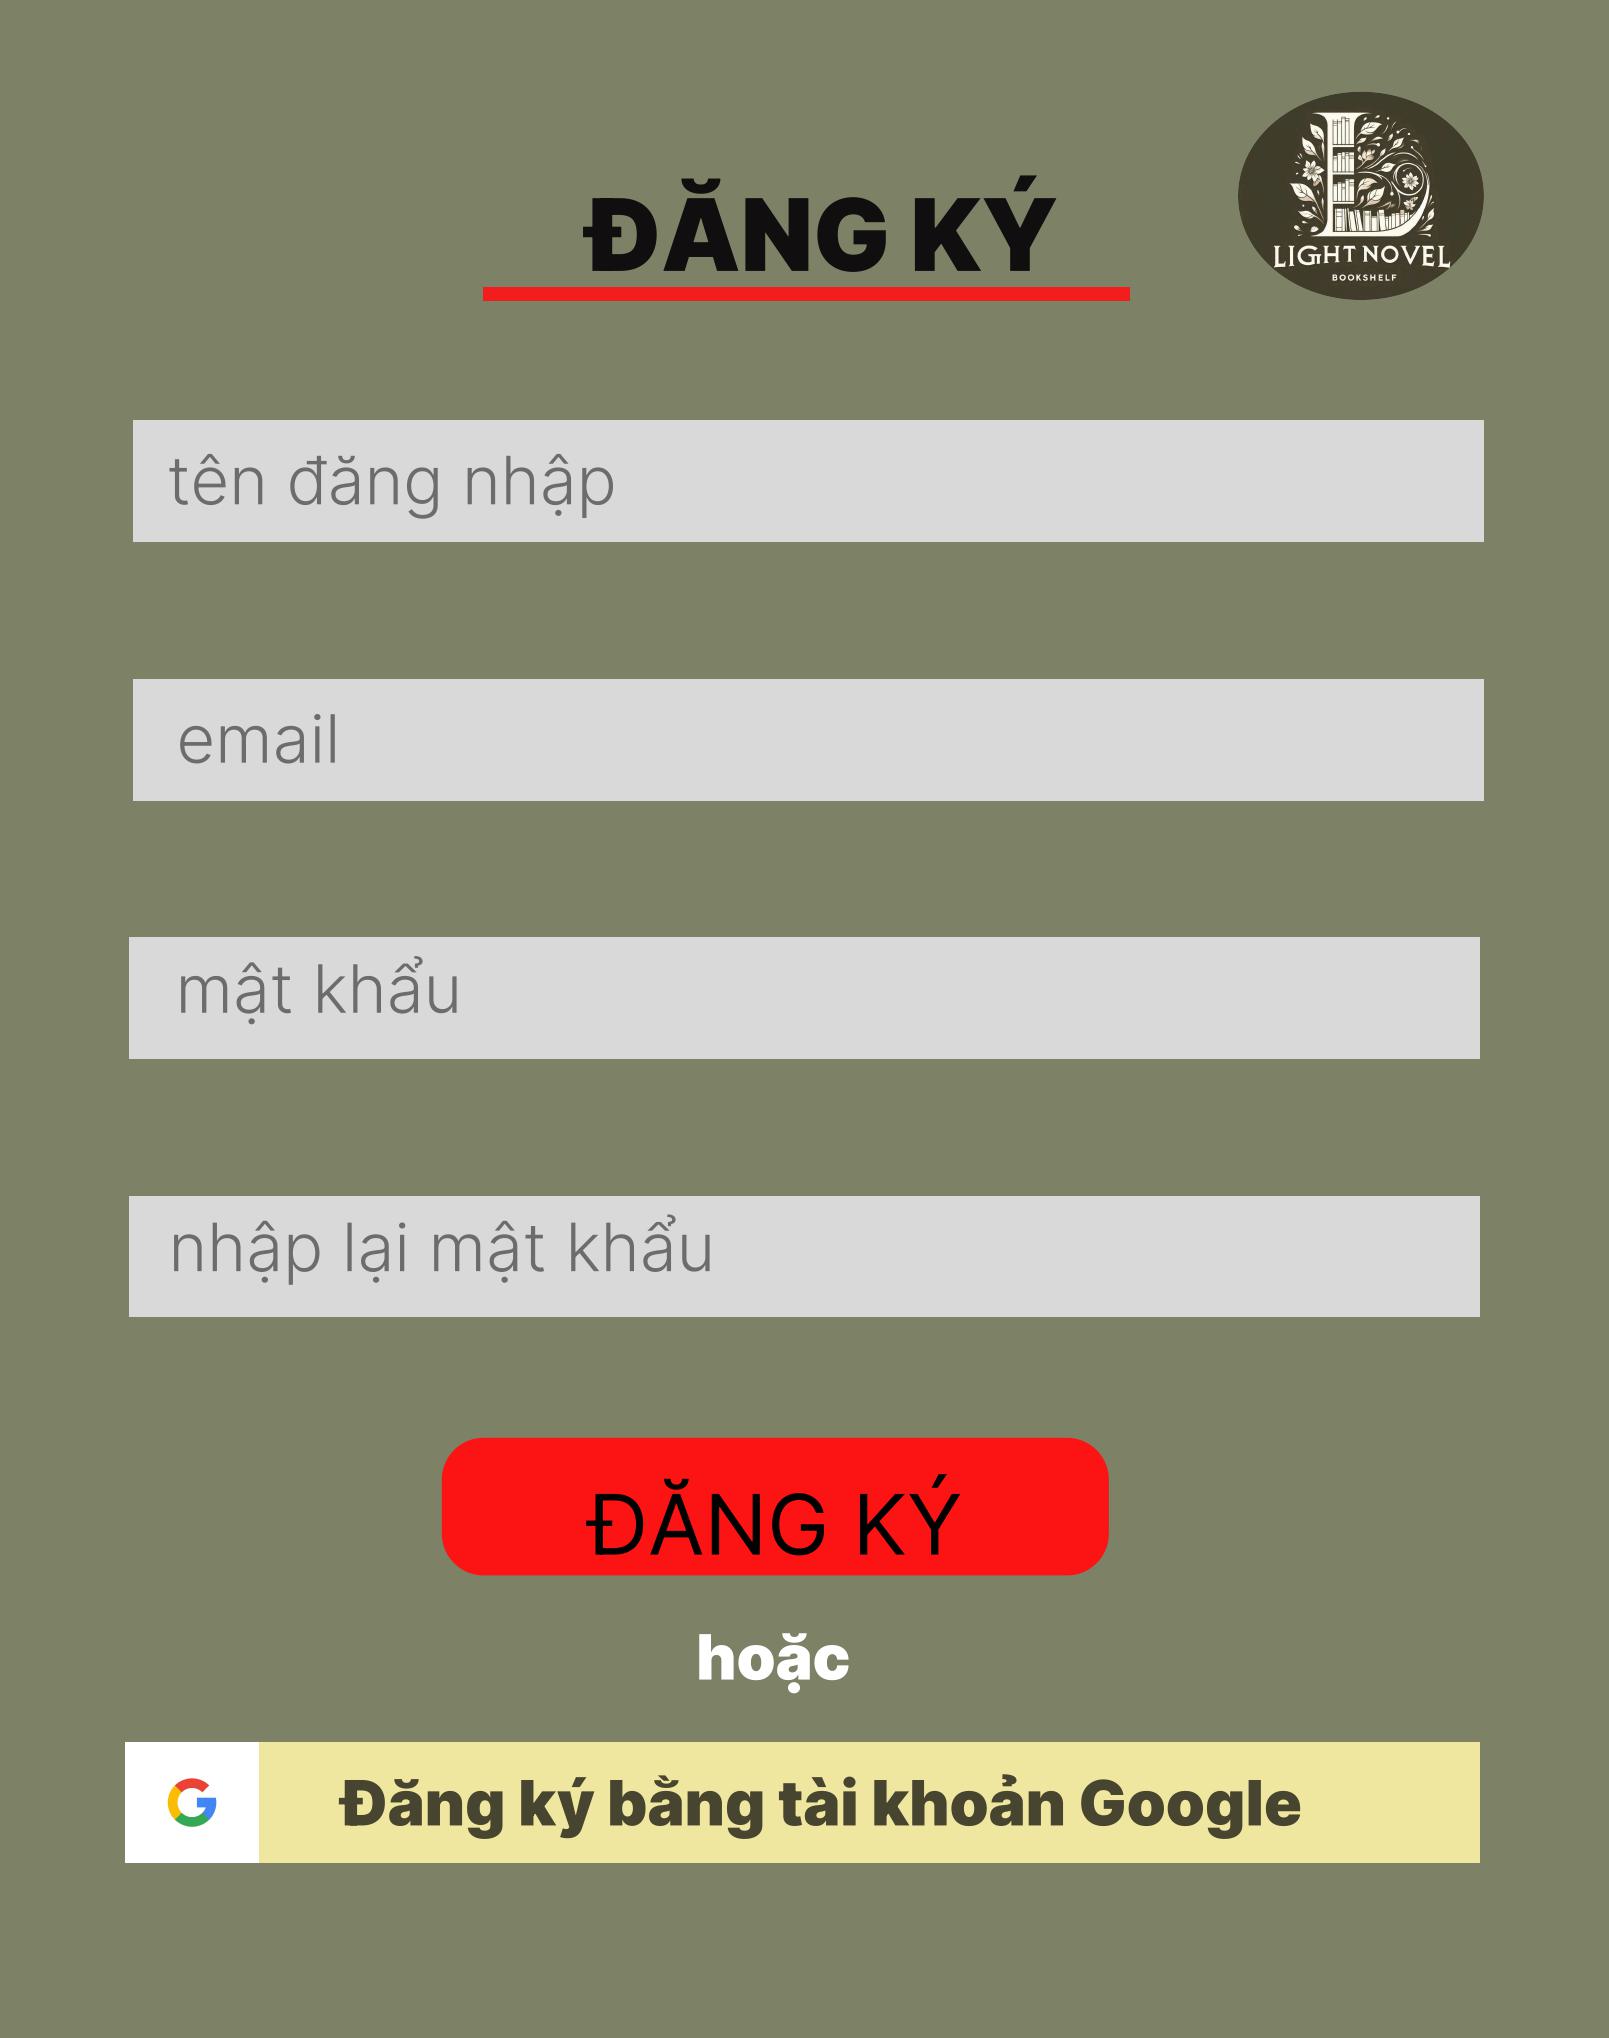 ĐĂNG KÝ
LIGHT NOVEL
BOOKSHELF
tên đăng nhập
email
mật khẩu
nhập lại mật khẩu
ĐĂNG KÝ
hoặc
Đăng ký bằng tài khoản Google